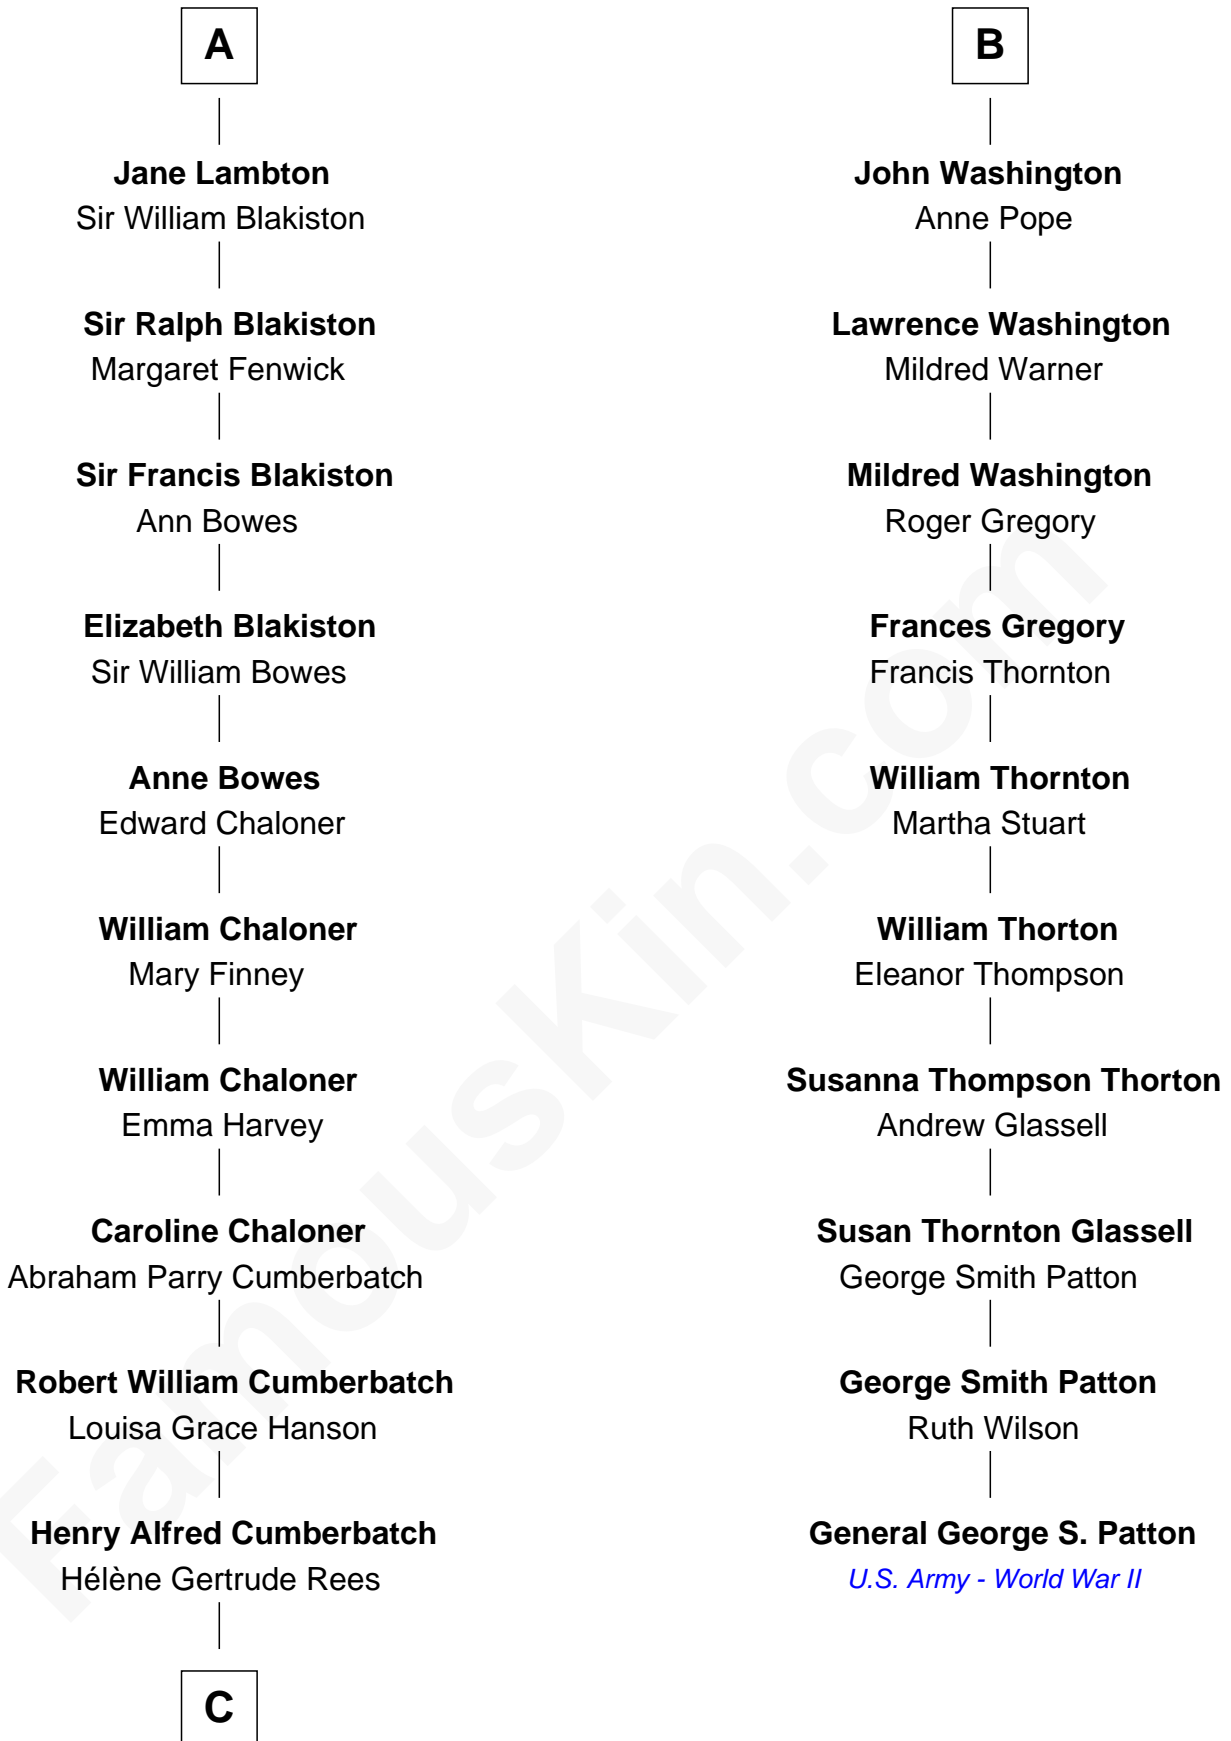 A
Jane Lambton
Sir William Blakiston
Sir Ralph Blakiston
Margaret Fenwick
Sir Francis Blakiston
Ann Bowes
Elizabeth Blakiston
Sir William Bowes
Anne Bowes
Edward Chaloner
William Chaloner
Mary Finney
William Chaloner
Emma Harvey
Caroline Chaloner
Abraham Parry Cumberbatch
Robert William Cumberbatch
Louisa Grace Hanson
Henry Alfred Cumberbatch
Hélène Gertrude Rees
C
B
John Washington
Anne Pope
Lawrence Washington
Mildred Warner
Mildred Washington
Roger Gregory
Frances Gregory
Francis Thornton
William Thornton
Martha Stuart
William Thorton
Eleanor Thompson
Susanna Thompson Thorton
Andrew Glassell
Susan Thornton Glassell
George Smith Patton
George Smith Patton
Ruth Wilson
General George S. Patton
U.S. Army - World War II
FamousKin.com